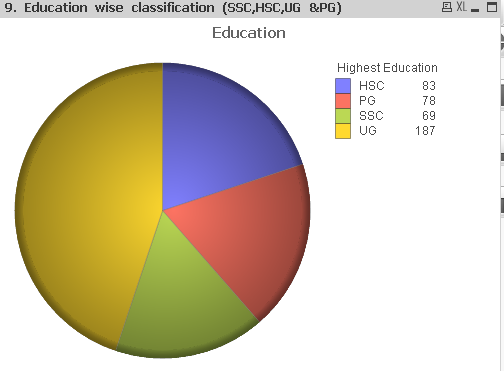 9. Education wise classification (SSC,HSC,UG &PG)
XL
Education
Highest Education
HSC 83
PG 78
SSC 69
UG 187